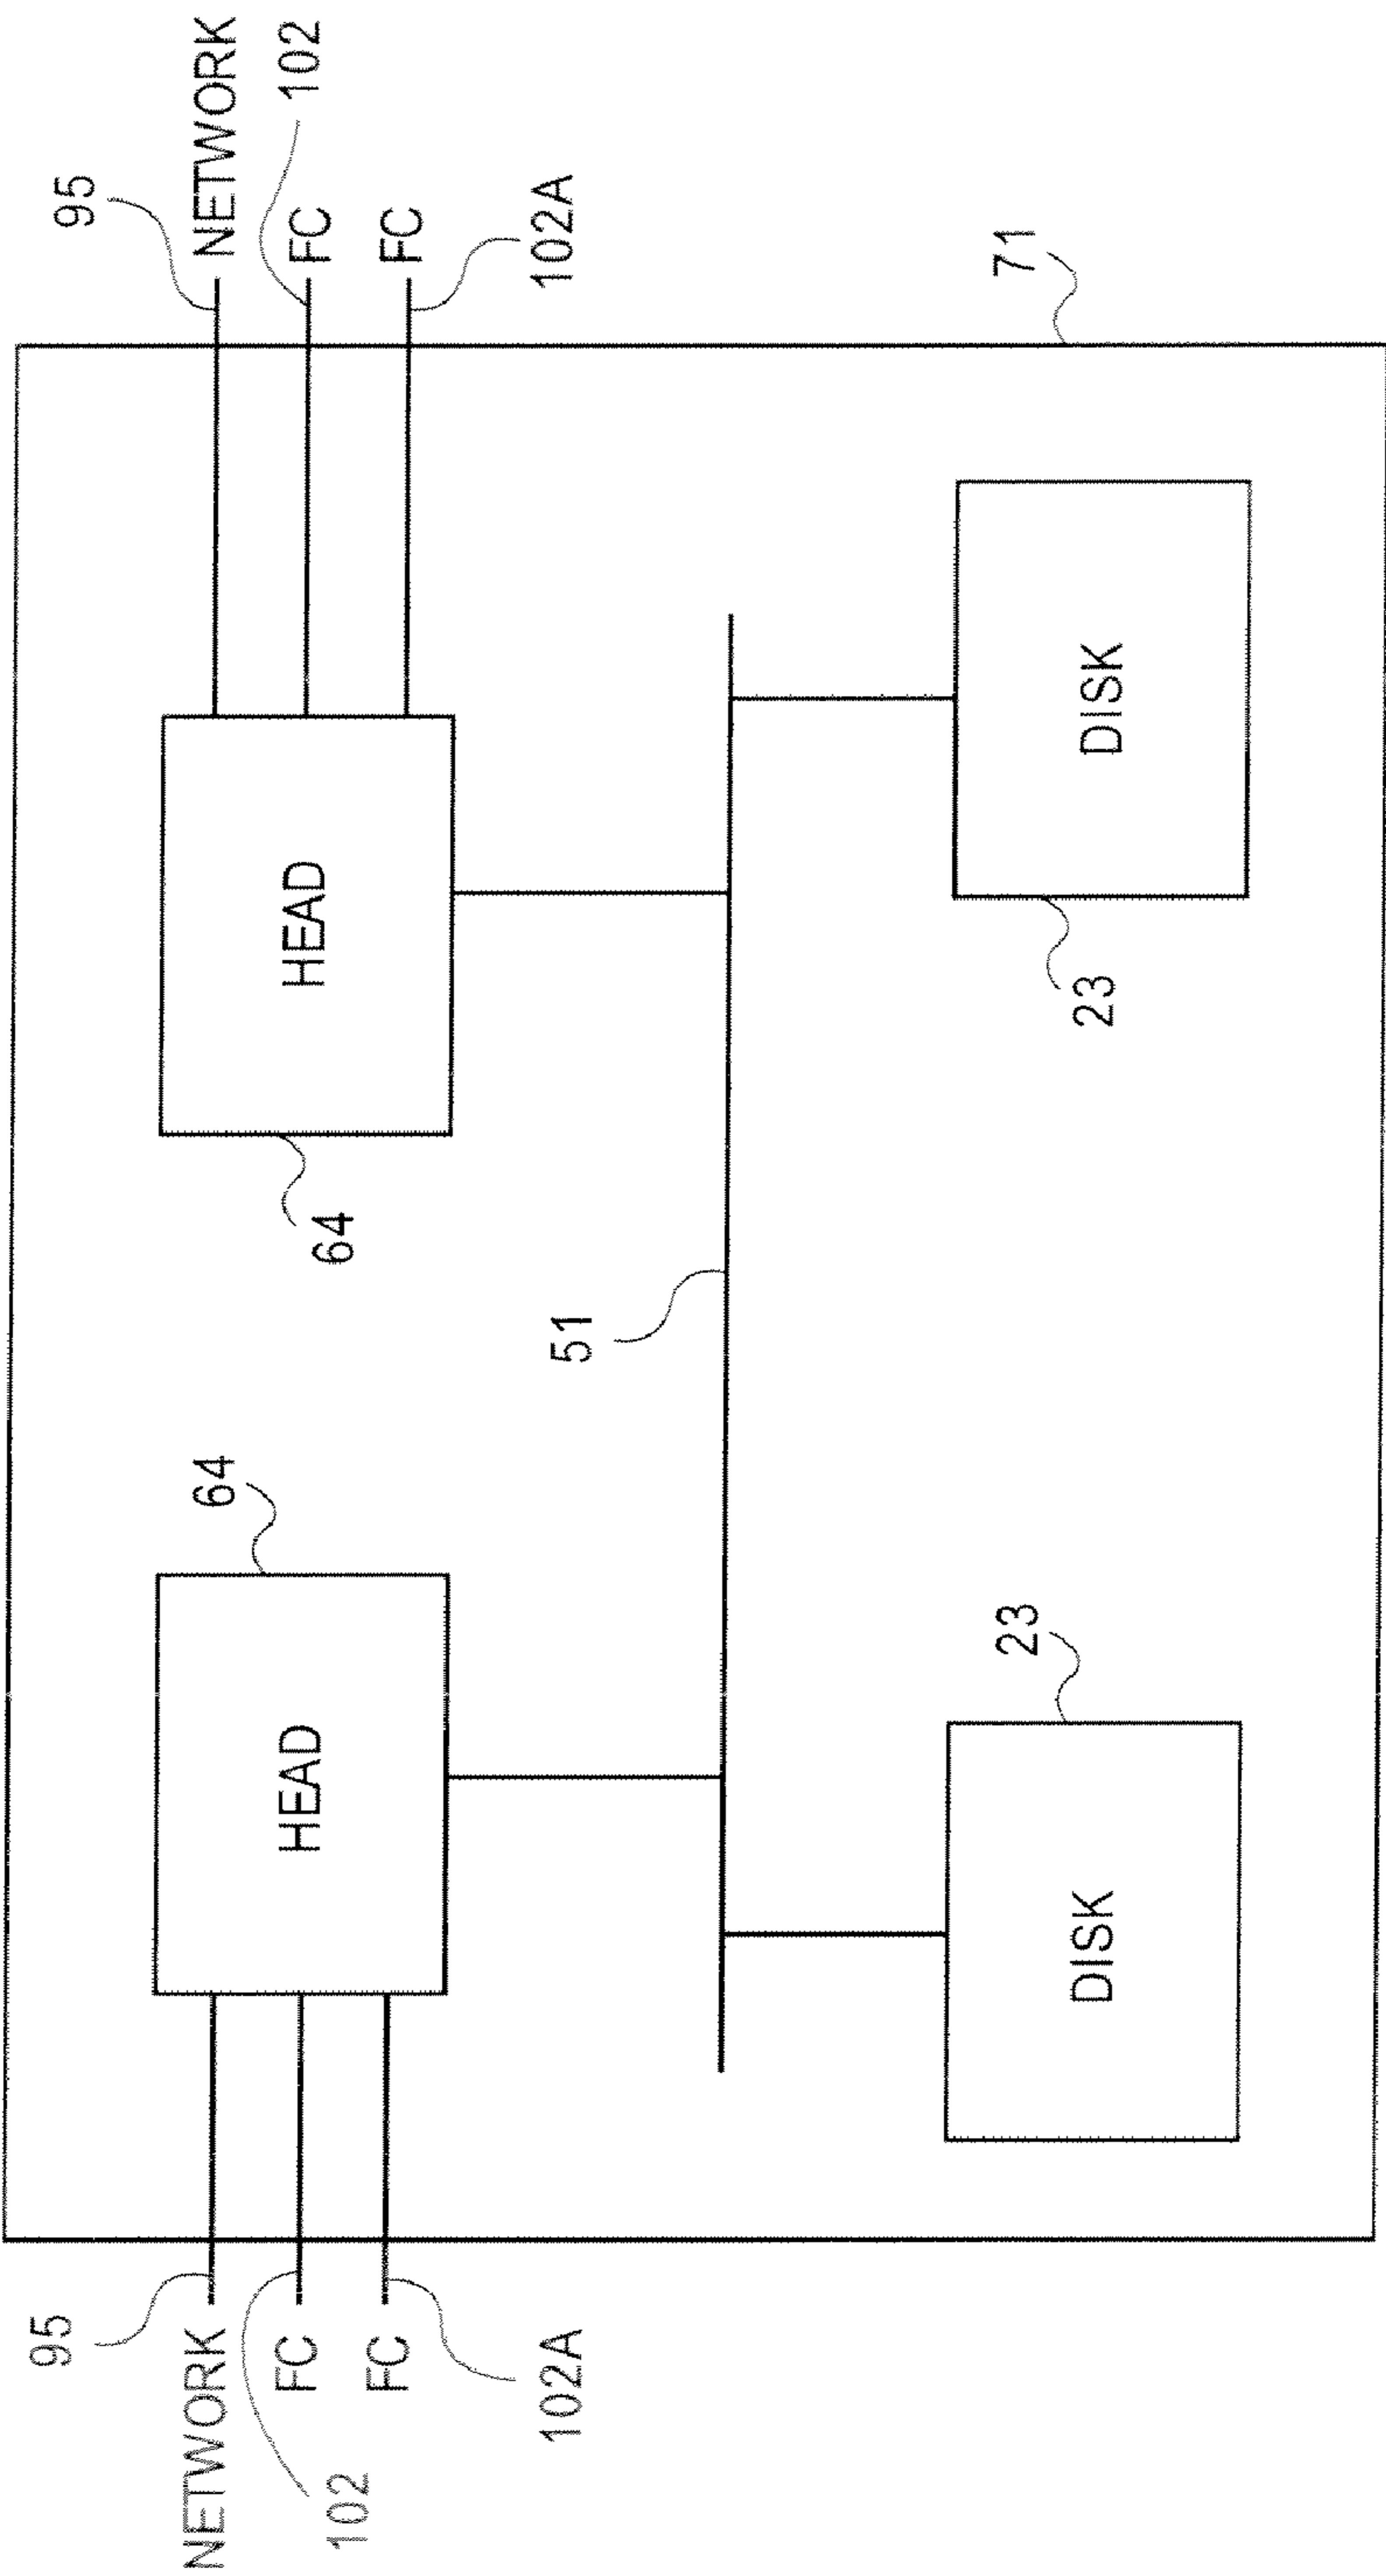 95
95
NETWORK
64
NETWORK
FC
HEAD
HEAD
FC
102
102
64
FC
FC
102A
51
102A
23
71
DISK
23
DISK